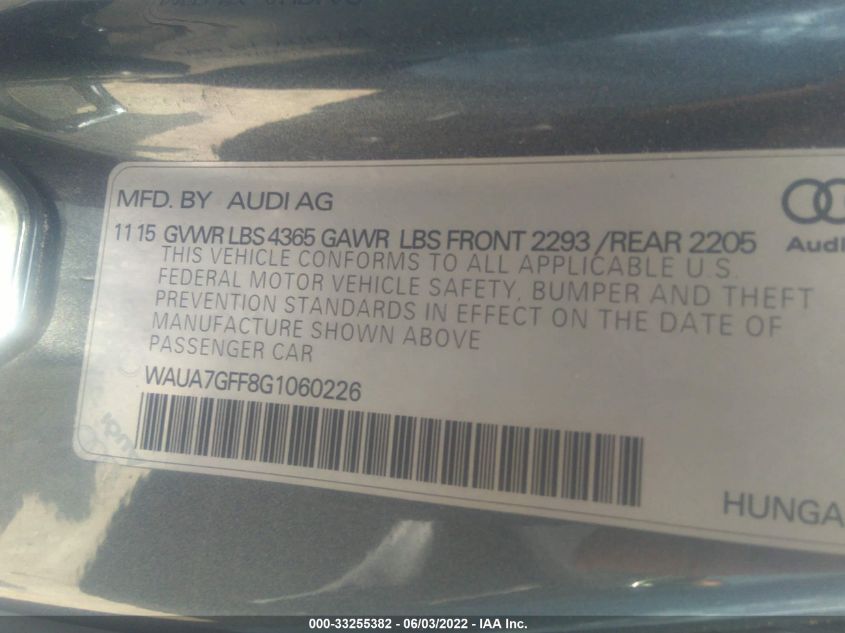 MFD. BY AUDI AG
1115 GVWR LBS 4365 GAWR LBS FRONT 2293 /REAR 2205
THIS VEHICLE CONFORMS TO ALL APPLICABLE U.S.
FEDERAL MOTOR VEHICLE SAFETY, BUMPER AND THEFT
PREVENTION STANDARDS IN EFFECT ON THE DATE OF
MANUFACTURE SHOWN ABOVE
PASSENGER CAR
WAUA7GFF8G1060226
Audi
HUNGA
000-33255382 - 06/03/2022 - IAA Inc.